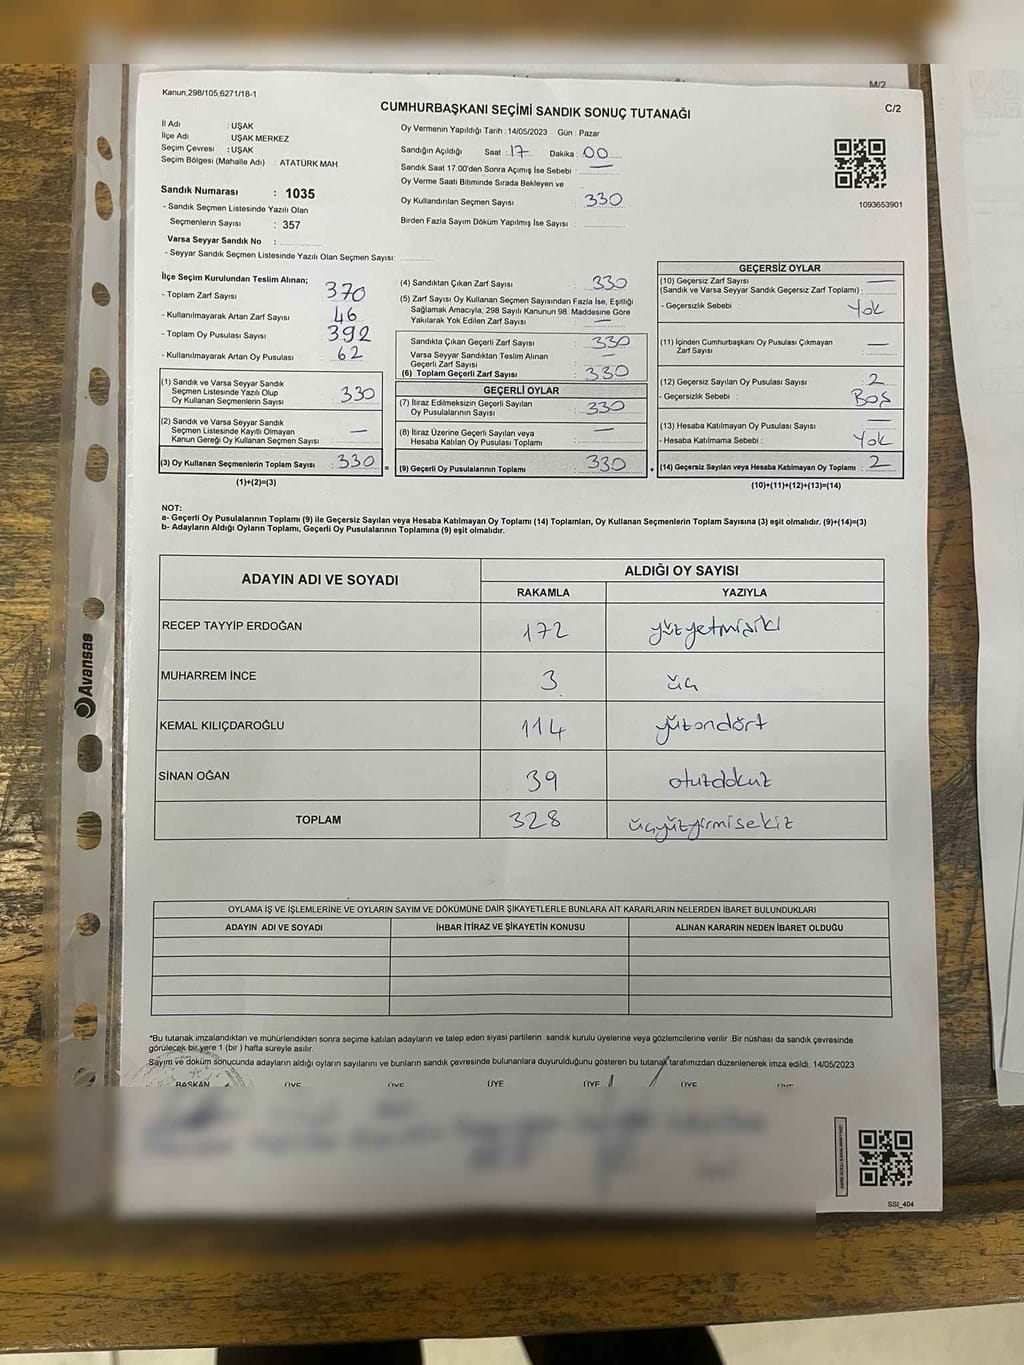 M/2
Kanun,298/105,6271/18-1
C/2
CUMHURBAŞKANI SEÇİMİ SANDIK SONUÇ TUTANAĞI
İl Adı : UŞAK
İlçe Adı : UŞAK MERKEZ
Seçim Çevresi : UŞAK
Seçim Bölgesi (Mahalle Adı) : ATATÜRK MAH
Sandık Numarası : 1035
- Sandık Seçmen Listesinde Yazılı Olan
Seçmenlerin Sayısı : 357
Varsa Seyyar Sandık No :
- Seyyar Sandık Seçmen Listesinde Yazılı Olan Seçmen Sayısı:
Oy Vermenin Yapıldığı Tarih :14/05/2023 Gün : Pazar
Sandığın Açıldığı Saat :17 Dakika :00
Sandık Saat 17:00'den Sonra Açılmış İse Sebebi : —
Oy Verme Saati Bitiminde Sırada Bekleyen ve
Oy Kullandırılan Seçmen Sayısı : 330
Birden Fazla Sayım Döküm Yapılmış İse Sayısı :
1093653901
İlçe Seçim Kurulundan Teslim Alınan;
- Toplam Zarf Sayısı : 370
- Kullanılmayarak Artan Zarf Sayısı : 46
- Toplam Oy Pusulası Sayısı : 392
- Kullanılmayarak Artan Oy Pusulası : 62
(1) Sandık ve Varsa Seyyar Sandık
Seçmen Listesinde Yazılı Olup
Oy Kullanan Seçmenlerin Sayısı : 330
(2) Sandık ve Varsa Seyyar Sandık
Seçmen Listesinde Kayıtlı Olmayan
Kanun Gereği Oy Kullanan Seçmen Sayısı : —
(3) Oy Kullanan Seçmenlerin Toplam Sayısı : 330 =
(1)+(2)=(3)
(4) Sandıktan Çıkan Zarf Sayısı : 330
(5) Zarf Sayısı Oy Kullanan Seçmen Sayısından Fazla İse, Eşitliği
Sağlamak Amacıyla, 298 Sayılı Kanunun 98. Maddesine Göre
Yakılarak Yok Edilen Zarf Sayısı : —
Sandıkta Çıkan Geçerli Zarf Sayısı : 330
Varsa Seyyar Sandıktan Teslim Alınan
Geçerli Zarf Sayısı : —
(6) Toplam Geçerli Zarf Sayısı : 330
GEÇERLİ OYLAR
(7) İtiraz Edilmeksizin Geçerli Sayılan
Oy Pusulalarının Sayısı : 330
(8) İtiraz Üzerine Geçerli Sayılan veya
Hesaba Katılan Oy Pusulası Toplamı : —
(9) Geçerli Oy Pusulalarının Toplamı : 330 +
GEÇERSİZ OYLAR
(10) Geçersiz Zarf Sayısı
(Sandık ve Varsa Seyyar Sandık Geçersiz Zarf Toplamı) : —
- Geçersizlik Sebebi : Yok
(11) İçinden Cumhurbaşkanı Oy Pusulası Çıkmayan
Zarf Sayısı : —
(12) Geçersiz Sayılan Oy Pusulası Sayısı : 2
- Geçersizlik Sebebi : BOŞ
(13) Hesaba Katılmayan Oy Pusulası Sayısı : —
- Hesaba Katılmama Sebebi : Yok
(14) Geçersiz Sayılan veya Hesaba Katılmayan Oy Toplamı : 2
(10)+(11)+(12)+(13)=(14)
NOT:
a- Geçerli Oy Pusulalarının Toplamı (9) ile Geçersiz Sayılan veya Hesaba Katılmayan Oy Toplamı (14) Toplamları, Oy Kullanan Seçmenlerin Toplam Sayısına (3) eşit olmalıdır. (9)+(14)=(3)
b- Adayların Aldığı Oyların Toplamı, Geçerli Oy Pusulalarının Toplamına (9) eşit olmalıdır.
ADAYIN ADI VE SOYADI ALDIĞI OY SAYISI
RAKAMLA YAZIYLA
RECEP TAYYİP ERDOĞAN 172 yüzyetmişiki
MUHARREM İNCE 3 üç
KEMAL KILIÇDAROĞLU 114 yüzondört
SİNAN OĞAN 39 otuzdokuz
TOPLAM 328 üçyüzyirmisekiz
OYLAMA İŞ VE İŞLEMLERİNE VE OYLARIN SAYIM VE DÖKÜMÜNE DAİR ŞİKAYETLERLE BUNLARA AİT KARARLARIN NELERDEN İBARET BULUNDUKLARI
ADAYIN ADI VE SOYADI İHBAR İTİRAZ VE ŞİKAYETİN KONUSU ALINAN KARARIN NEDEN İBARET OLDUĞU
*Bu tutanak imzalandıktan ve mühürlendikten sonra seçime katılan adayların ve talep eden siyasi partilerin sandık kurulu üyelerine veya gözlemcilerine verilir .Bir nüshası da sandık çevresinde
görülecek bir yere 1 (bir ) hafta süreyle asılır.
Sayım ve döküm sonucunda adayların aldığı oyların sayılarını ve bunların sandık çevresinde bulunanlara duyurulduğunu gösteren bu tutanak tarafımızdan düzenlenerek imza edildi. 14/05/2023
BAŞKAN ÜYE ÜYE ÜYE ÜYE ÜYE ÜYE
SSİ_404
Avansas